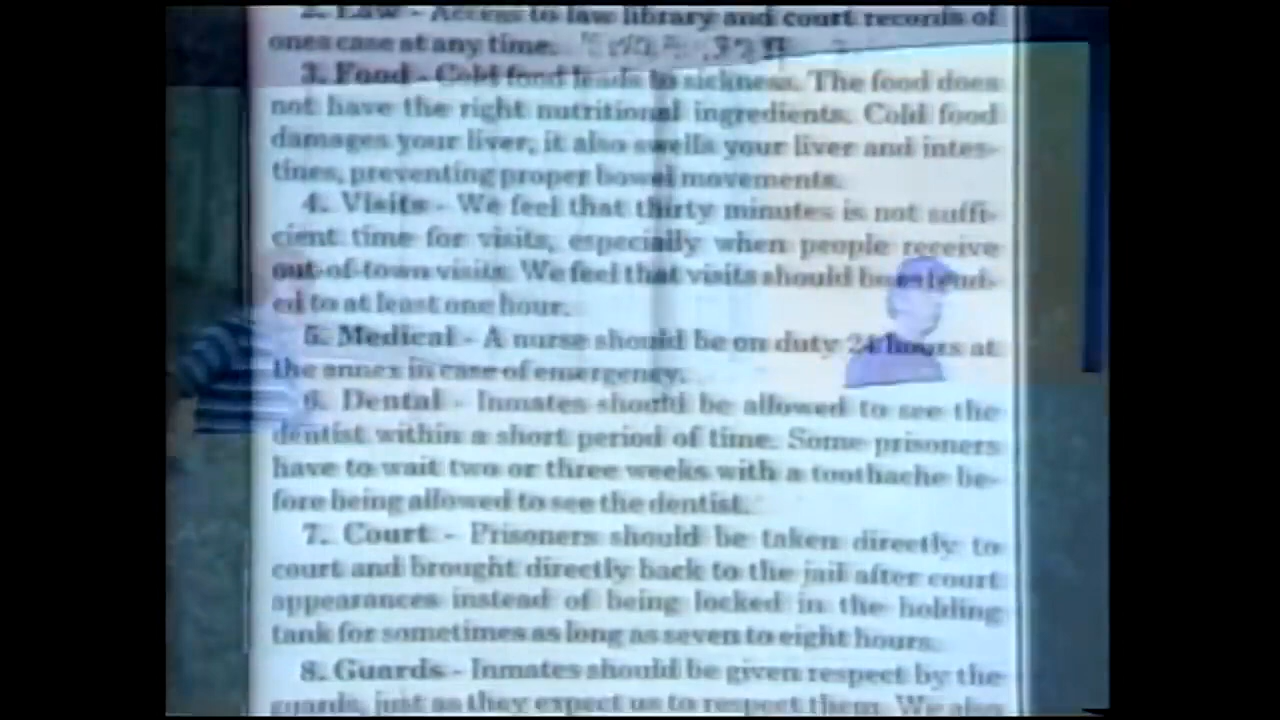 2. Law - Access to law library and court records of
ones case at any time.
3. Food - Cold food leads to sickness. The food does
not have the right nutritional ingredients. Cold food
damages your liver, it also swells your liver and intes-
tines, preventing proper bowel movements.
4. Visits - We feel that thirty minutes is not suffi-
cient time for visits, especially when people receive
out-of-town visits. We feel that visits should be extend-
ed to at least one hour.
5. Medical - A nurse should be on duty 24 hours at
the annex in case of emergency.
6. Dental - Inmates should be allowed to see the
dentist within a short period of time. Some prisoners
have to wait two or three weeks with a toothache be-
fore being allowed to see the dentist.
7. Court - Prisoners should be taken directly to
court and brought directly back to the jail after court
appearances instead of being locked in the holding
tank for sometimes as long as seven to eight hours.
8. Guards - Inmates should be given respect by the
guards, just as they expect us to respect them. We also